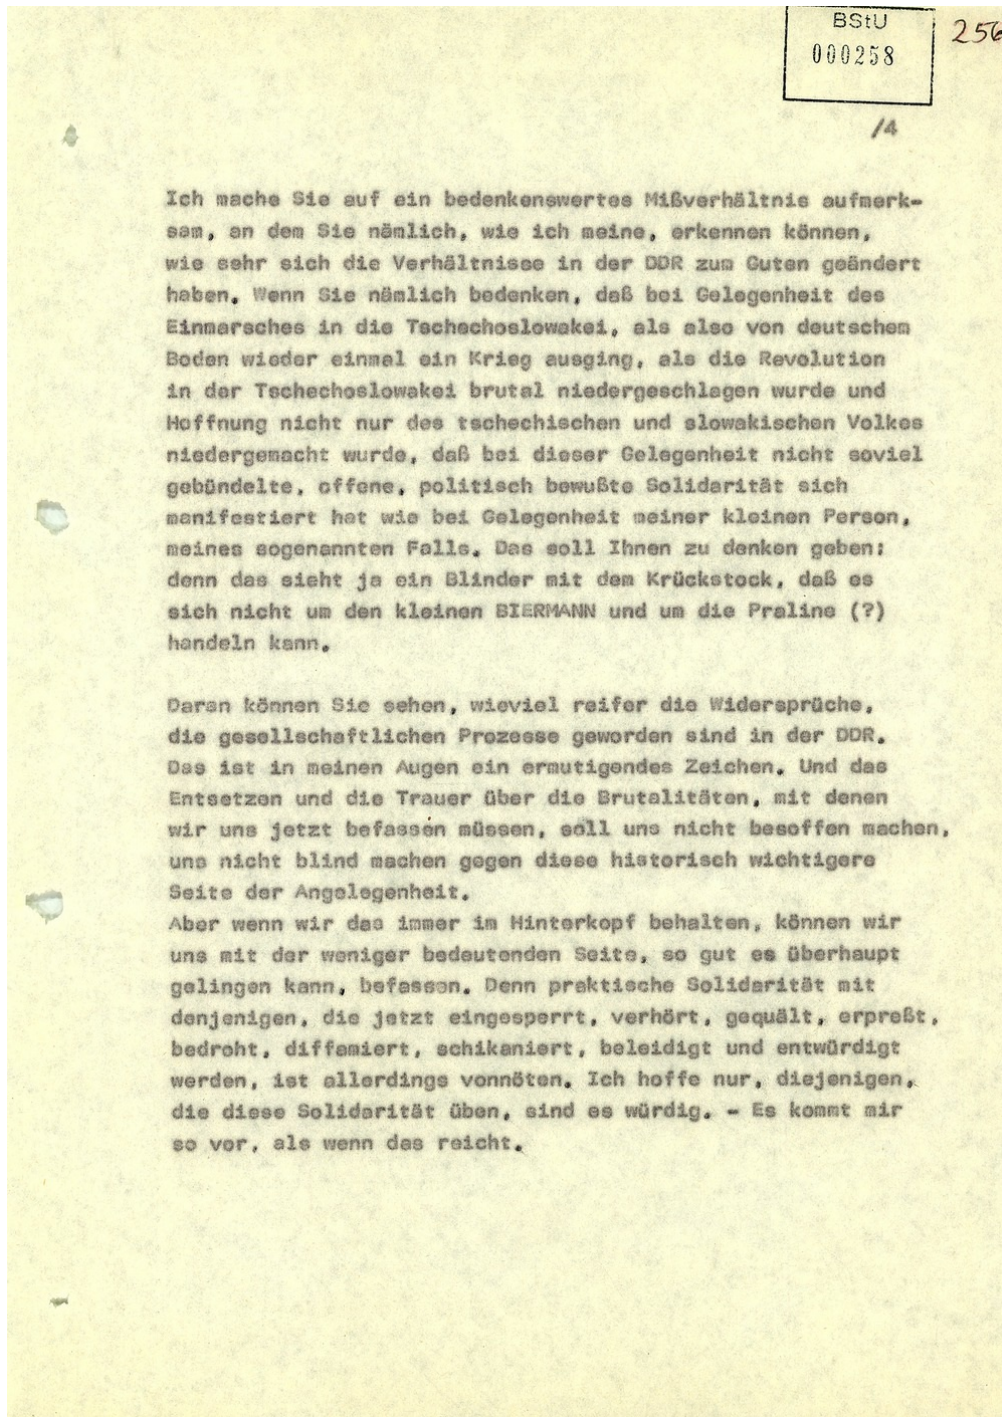 BStU
000258
256
/4
Ich mache Sie auf ein bedenkenswertes Mißverhältnis aufmerk-
sam, an dem Sie nämlich, wie ich meine, erkennen können,
wie sehr sich die Verhältnisse in der DDR zum Guten geändert
haben. Wenn Sie nämlich bedenken, daß bei Gelegenheit des
Einmarsches in die Tschechoslowakei, als also von deutschem
Boden wieder einmal ein Krieg ausging, als die Revolution
in der Tschechoslowakei brutal niedergeschlagen wurde und
Hoffnung nicht nur des tschechischen und slowakischen Volkes
niedergemacht wurde, daß bei dieser Gelegenheit nicht soviel
gebündelte, offene, politisch bewußte Solidarität sich
manifestiert hat wie bei Gelegenheit meiner kleinen Person,
meines sogenannten Falls. Das soll Ihnen zu denken geben;
denn das sieht ja ein Blinder mit dem Krückstock, daß es
sich nicht um den kleinen BIERMANN und um die Praline (?)
handeln kann.
Daran können Sie sehen, wieviel reifer die Widersprüche,
die gesellschaftlichen Prozesse geworden sind in der DDR.
Das ist in meinen Augen ein ermutigendes Zeichen. Und das
Entsetzen und die Trauer über die Brutalitäten, mit denen
wir uns jetzt befassen müssen, soll uns nicht besoffen machen,
uns nicht blind machen gegen diese historisch wichtigere
Seite der Angelegenheit.
Aber wenn wir das immer im Hinterkopf behalten, können wir
uns mit der weniger bedeutenden Seite, so gut es überhaupt
gelingen kann, befassen. Denn praktische Solidarität mit
denjenigen, die jetzt eingesperrt, verhört, gequält, erpreßt,
bedroht, diffamiert, schikaniert, beleidigt und entwürdigt
werden, ist allerdings vonnöten. Ich hoffe nur, diejenigen,
die diese Solidarität üben, sind es würdig. - Es kommt mir
so vor, als wenn das reicht.